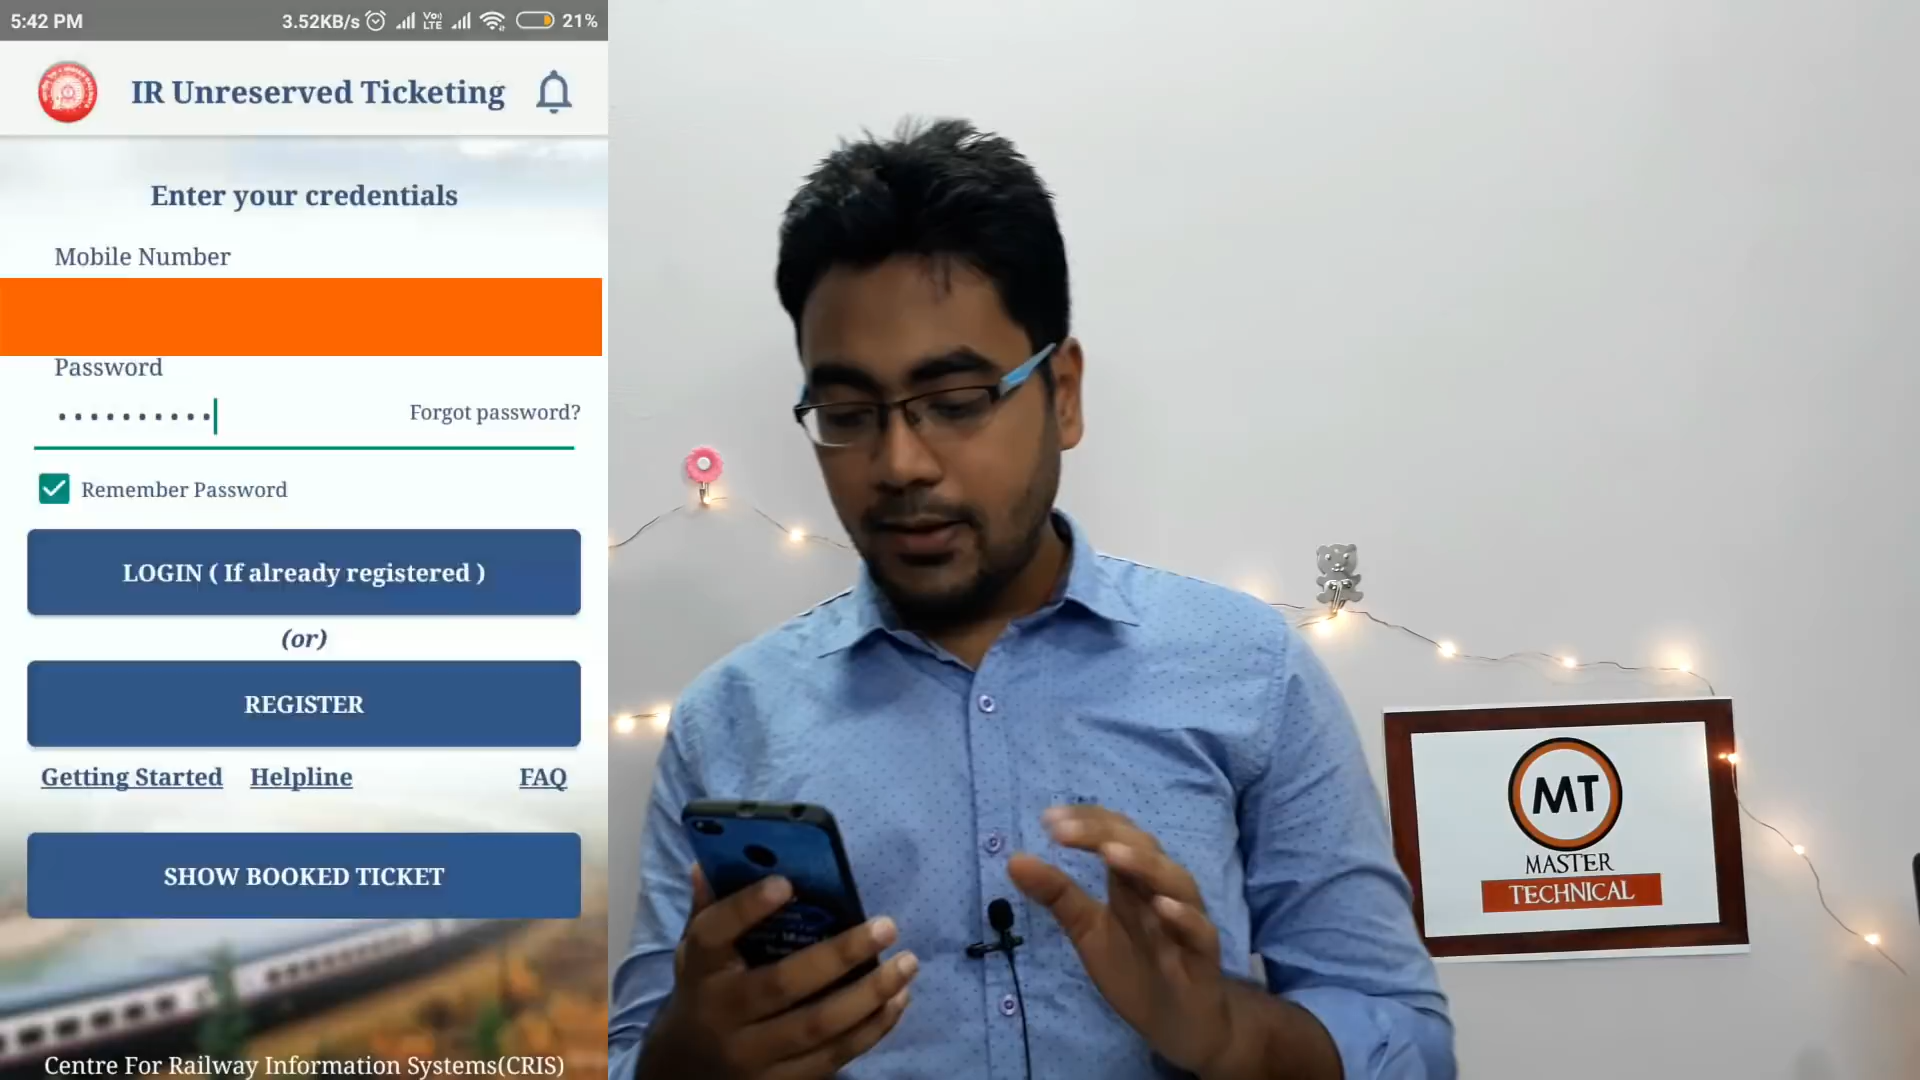 5:42 PM
3.52KB/s
VoI)
LTE
21%
IR Unreserved Ticketing
Enter your credentials
Mobile Number
Password
Forgot password?
Remember Password
LOGIN ( If already registered )
(or)
REGISTER
Getting Started
Helpline
FAQ
SHOW BOOKED TICKET
Centre For Railway Information Systems(CRIS)
MT
MASTER
TECHNICAL